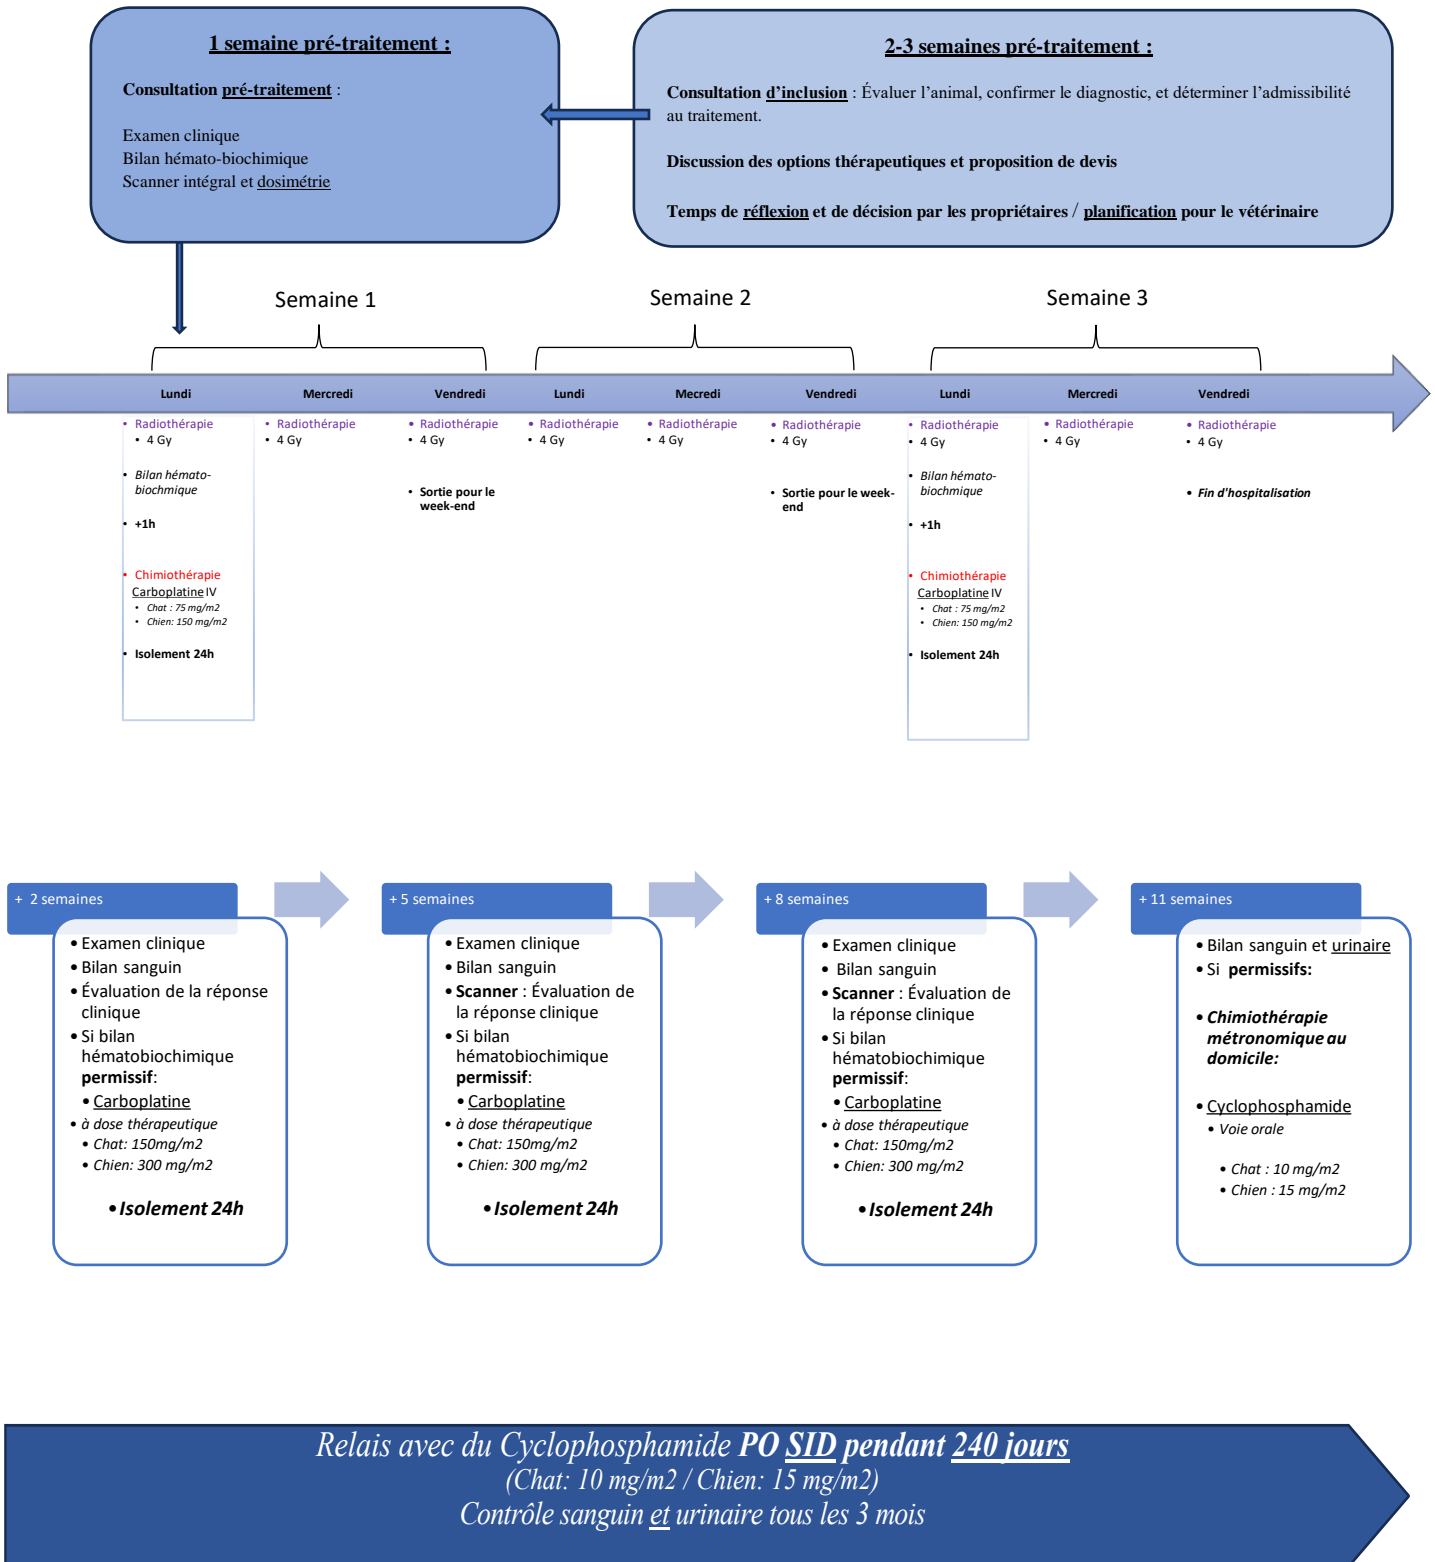 1 semaine pré-traitement :
Consultation pré-traitement :
Examen clinique
Bilan hémato-biochimique
Scanner intégral et dosimétrie
2-3 semaines pré-traitement :
Consultation d’inclusion : Évaluer l’animal, confirmer le diagnostic, et déterminer l’admissibilité
au traitement.
Discussion des options thérapeutiques et proposition de devis
Temps de réflexion et de décision par les propriétaires / planification pour le vétérinaire
Semaine 1
Semaine 2
Semaine 3
Lundi
Mercredi
Vendredi
Lundi
Mecredi
Vendredi
Lundi
Mercredi
Vendredi
• Radiothérapie
• 4 Gy
• Bilan hémato-
biochmique
• +1h
• Chimiothérapie
Carboplatine IV
• Chat : 75 mg/m2
• Chien: 150 mg/m2
• Isolement 24h
• Radiothérapie
• 4 Gy
• Radiothérapie
• 4 Gy
• Sortie pour le
week-end
• Radiothérapie
• 4 Gy
• Radiothérapie
• 4 Gy
• Radiothérapie
• 4 Gy
• Sortie pour le week-
end
• Radiothérapie
• 4 Gy
• Bilan hémato-
biochmique
• +1h
• Chimiothérapie
Carboplatine IV
• Chat : 75 mg/m2
• Chien: 150 mg/m2
• Isolement 24h
• Radiothérapie
• 4 Gy
• Radiothérapie
• 4 Gy
• Fin d'hospitalisation
+ 2 semaines
• Examen clinique
• Bilan sanguin
• Évaluation de la réponse
clinique
• Si bilan
hématobiochimique
permissif:
• Carboplatine
• à dose thérapeutique
• Chat: 150mg/m2
• Chien: 300 mg/m2
• Isolement 24h
+ 5 semaines
• Examen clinique
• Bilan sanguin
• Scanner : Évaluation de
la réponse clinique
• Si bilan
hématobiochimique
permissif:
• Carboplatine
• à dose thérapeutique
• Chat: 150mg/m2
• Chien: 300 mg/m2
• Isolement 24h
+ 8 semaines
• Examen clinique
• Bilan sanguin
• Scanner : Évaluation de
la réponse clinique
• Si bilan
hématobiochimique
permissif:
• Carboplatine
• à dose thérapeutique
• Chat: 150mg/m2
• Chien: 300 mg/m2
• Isolement 24h
+ 11 semaines
• Bilan sanguin et urinaire
• Si permissifs:
• Chimiothérapie
métronomique au
domicile:
• Cyclophosphamide
• Voie orale
• Chat : 10 mg/m2
• Chien : 15 mg/m2
Relais avec du Cyclophosphamide PO SID pendant 240 jours
(Chat: 10 mg/m2 / Chien: 15 mg/m2)
Contrôle sanguin et urinaire tous les 3 mois